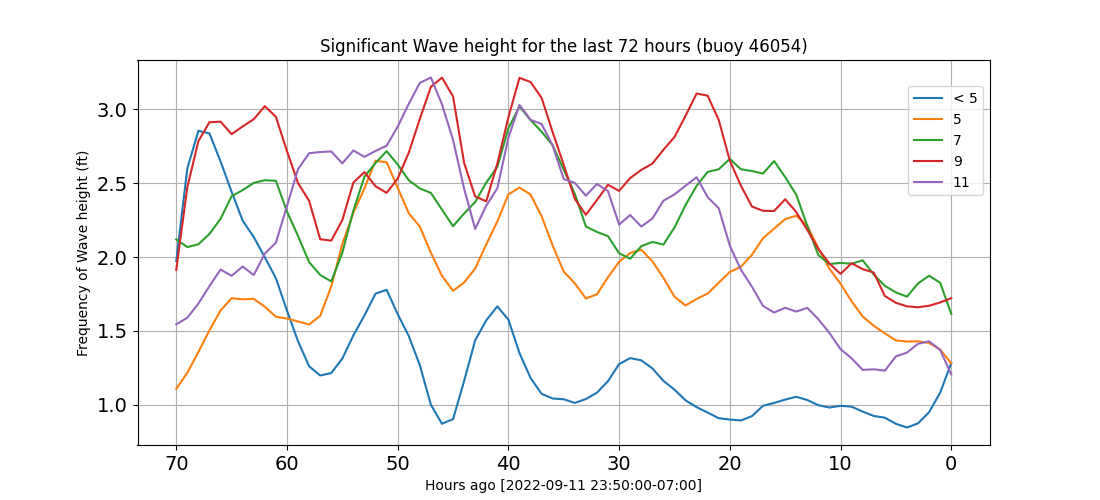 Significant Wave height for the last 72 hours (buoy 46054)
Frequency of Wave height (ft)
3.0
2.5
2.0
1.5
1.0
< 5
5
7
9
11
70 60 50 40 30 20 10 0
Hours ago [2022-09-11 23:50:00-07:00]